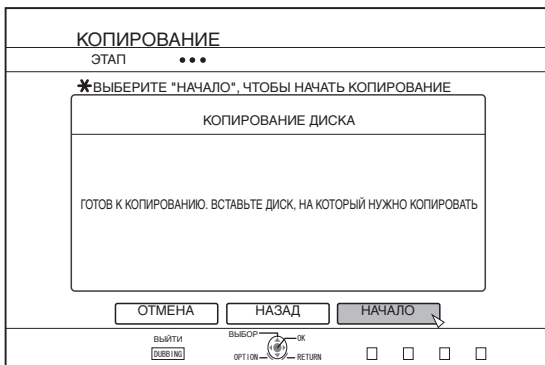 КОПИРОВАНИЕ
ЭТАП
*ВЫБЕРИТЕ "НАЧАЛО", ЧТОБЫ НАЧАТЬ КОПИРОВАНИЕ
КОПИРОВАНИЕ ДИСКА
ГОТОВ К КОПИРОВАНИЮ. ВСТАВЬТЕ ДИСК, НА КОТОРЫЙ НУЖНО КОПИРОВАТЬ
ОТМЕНА НАЗАД НАЧАЛО
ВЫЙТИ
DUBBING
ВЫБОР OK
OPTION RETURN